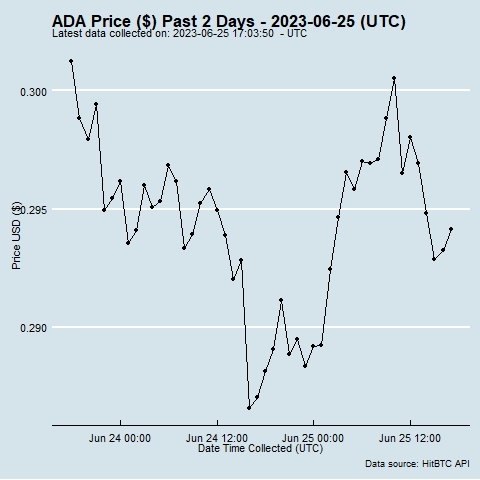 ADA Price ($) Past 2 Days - 2023-06-25 (UTC)
Latest data collected on: 2023-06-25 17:03:50 - UTC
0.300
0.295
0.290
Price USD ($)
Jun 24 00:00
Jun 24 12:00
Jun 25 00:00
Jun 25 12:00
Date Time Collected (UTC)
Data source: HitBTC API